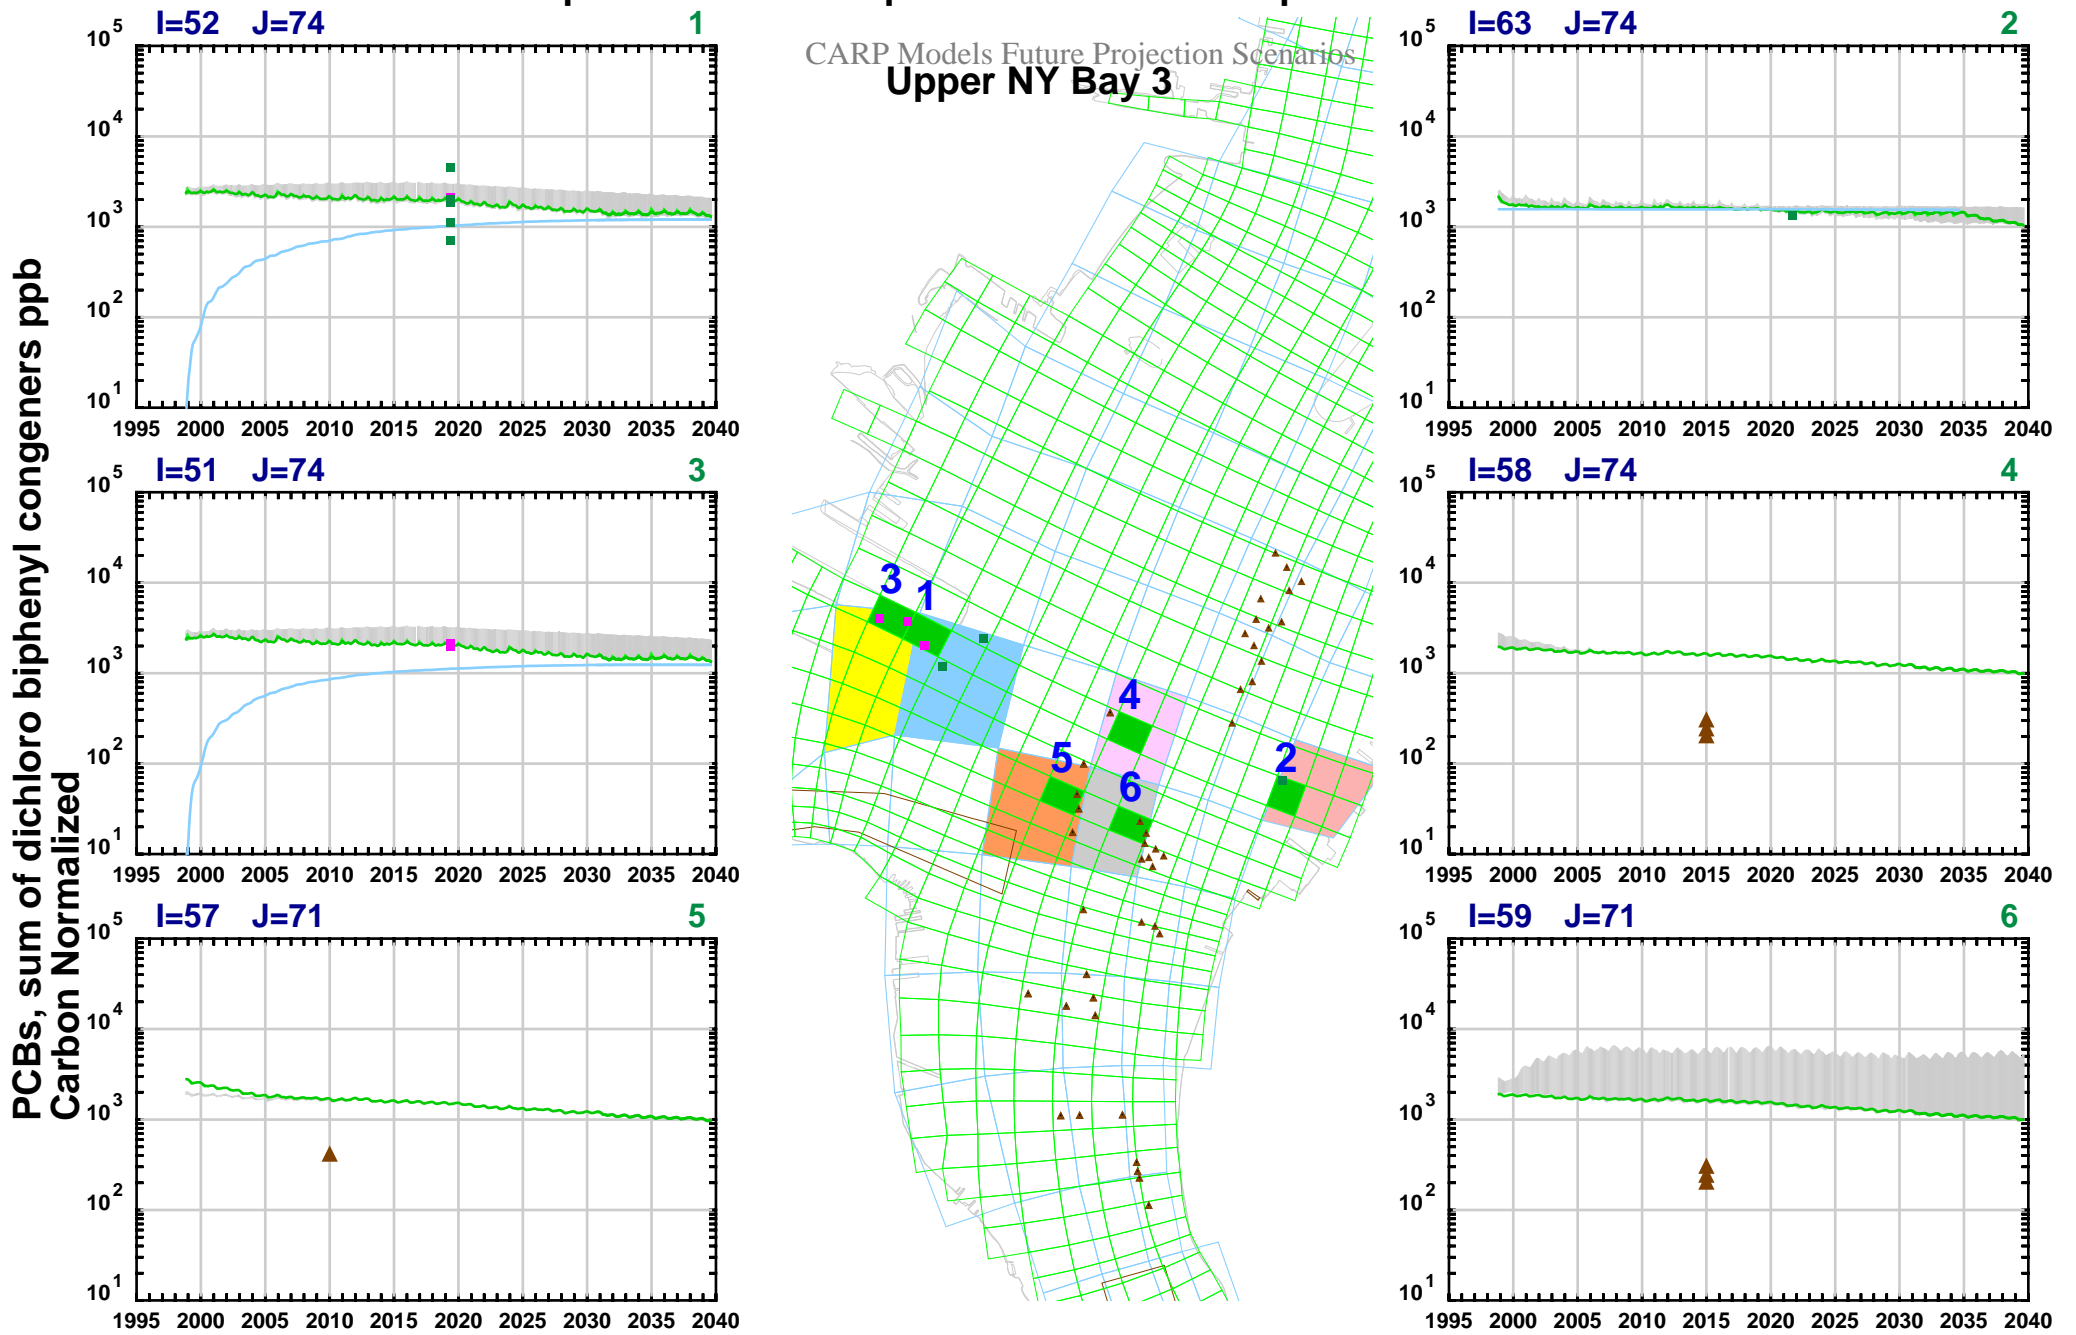 CARP Models Future Projection Scenarios
Upper NY Bay 3
PCBs, sum of dichloro biphenyl congeners ppb
Carbon Normalized
I=52 J=74 1
10^5
10^4
10^3
10^2
10^1
1995 2000 2005 2010 2015 2020 2025 2030 2035 2040
I=63 J=74 2
10^5
10^4
10^3
10^2
10^1
1995 2000 2005 2010 2015 2020 2025 2030 2035 2040
I=51 J=74 3
10^5
10^4
10^3
10^2
10^1
1995 2000 2005 2010 2015 2020 2025 2030 2035 2040
I=58 J=74 4
10^5
10^4
10^3
10^2
10^1
1995 2000 2005 2010 2015 2020 2025 2030 2035 2040
I=57 J=71 5
10^5
10^4
10^3
10^2
10^1
1995 2000 2005 2010 2015 2020 2025 2030 2035 2040
I=59 J=71 6
10^5
10^4
10^3
10^2
10^1
1995 2000 2005 2010 2015 2020 2025 2030 2035 2040
3 1
4
5 2
6